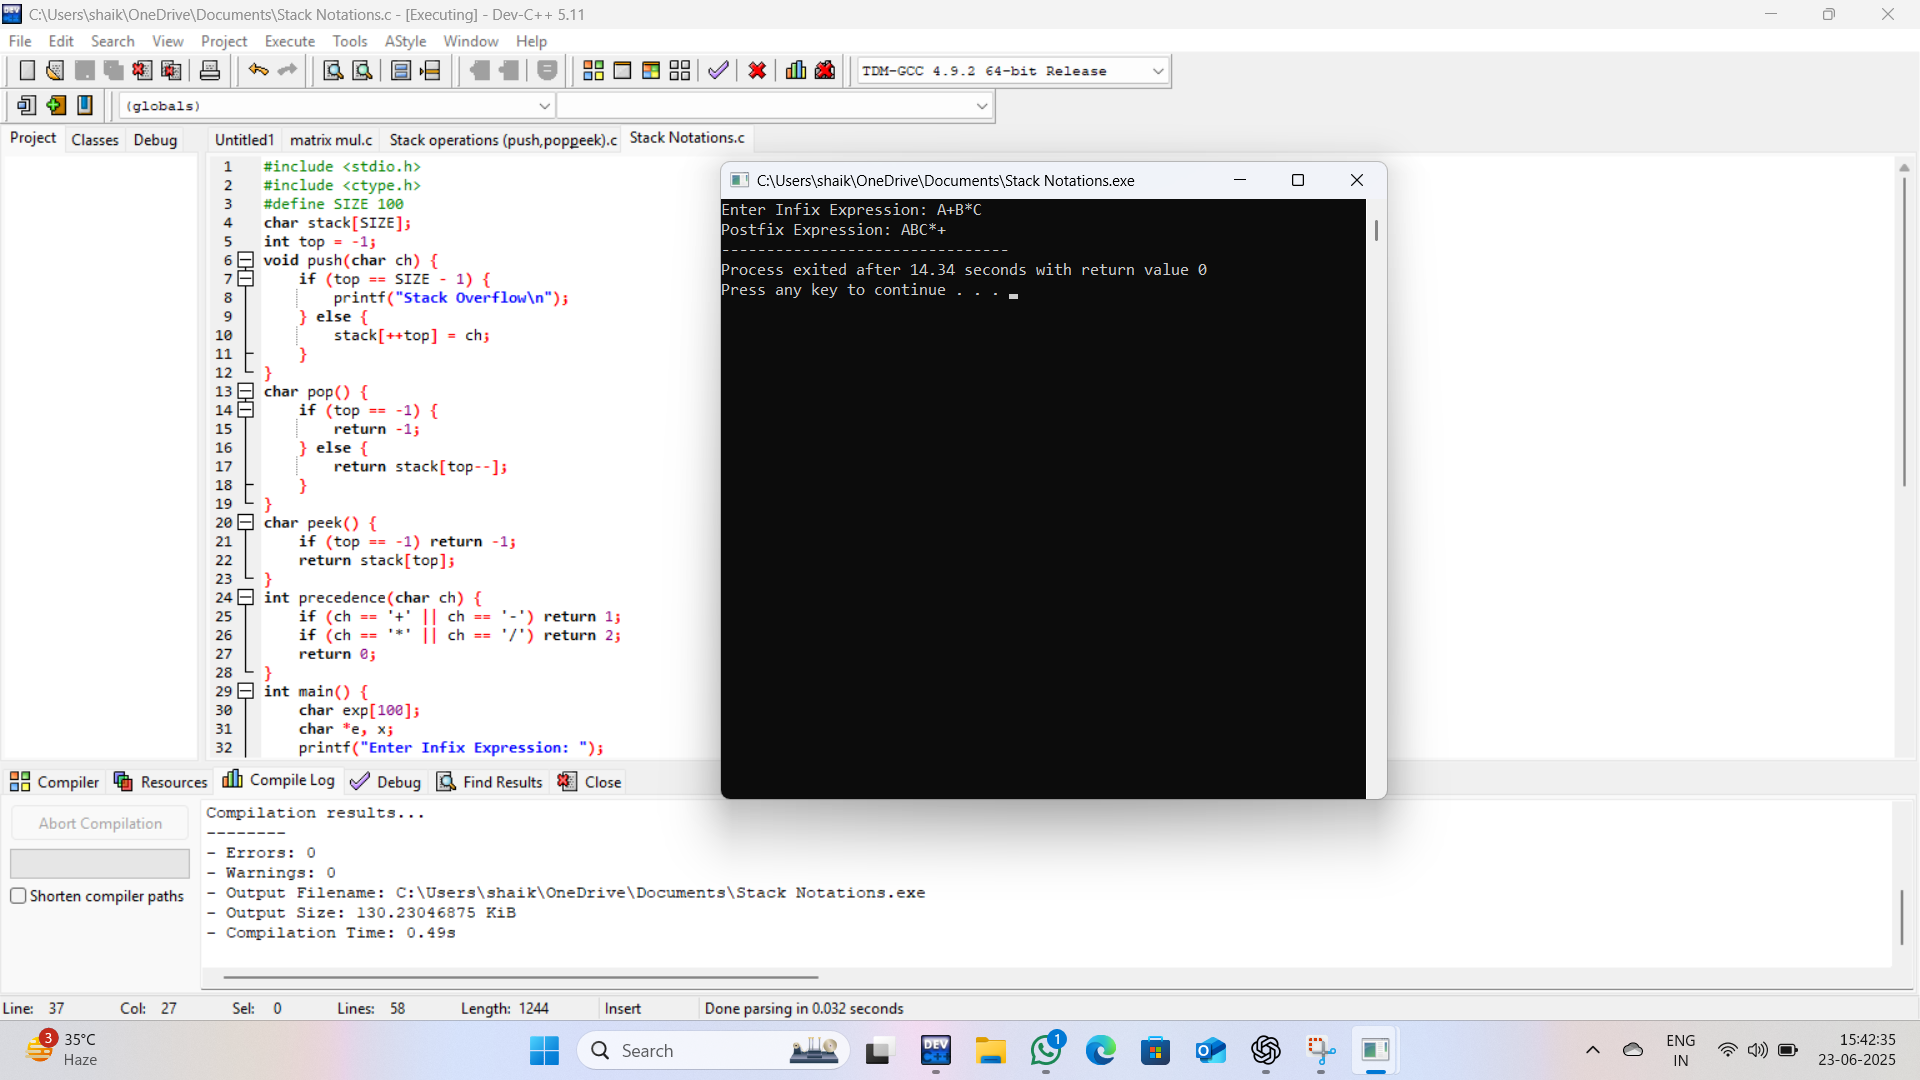 C:\Users\shaik\OneDrive\Documents\Stack Notations.c - [Executing] - Dev-C++ 5.11
File Edit Search View Project Execute Tools AStyle Window Help
TDM-GCC 4.9.2 64-bit Release
(globals)
Project Classes Debug
Untitled1 matrix mul.c Stack operations (push,poppeek).c Stack Notations.c
1 #include <stdio.h>
2 #include <ctype.h>
3 #define SIZE 100
4 char stack[SIZE];
5 int top = -1;
6 void push(char ch) {
7 if (top == SIZE - 1) {
8 printf("Stack Overflow\n");
9 } else {
10 stack[++top] = ch;
11 }
12 }
13 char pop() {
14 if (top == -1) {
15 return -1;
16 } else {
17 return stack[top--];
18 }
19 }
20 char peek() {
21 if (top == -1) return -1;
22 return stack[top];
23 }
24 int precedence(char ch) {
25 if (ch == '+' || ch == '-') return 1;
26 if (ch == '*' || ch == '/') return 2;
27 return 0;
28 }
29 int main() {
30 char exp[100];
31 char *e, x;
32 printf("Enter Infix Expression: ");
C:\Users\shaik\OneDrive\Documents\Stack Notations.exe
Enter Infix Expression: A+B*C
Postfix Expression: ABC*+
--------------------------------
Process exited after 14.34 seconds with return value 0
Press any key to continue . . .
Compiler Resources Compile Log Debug Find Results Close
Abort Compilation
Shorten compiler paths
Compilation results...
--------
- Errors: 0
- Warnings: 0
- Output Filename: C:\Users\shaik\OneDrive\Documents\Stack Notations.exe
- Output Size: 130.23046875 KiB
- Compilation Time: 0.49s
Line: 37 Col: 27 Sel: 0 Lines: 58 Length: 1244 Insert Done parsing in 0.032 seconds
3
35°C
Haze
Search
DEV
C++
1
ENG
IN
15:42:35
23-06-2025